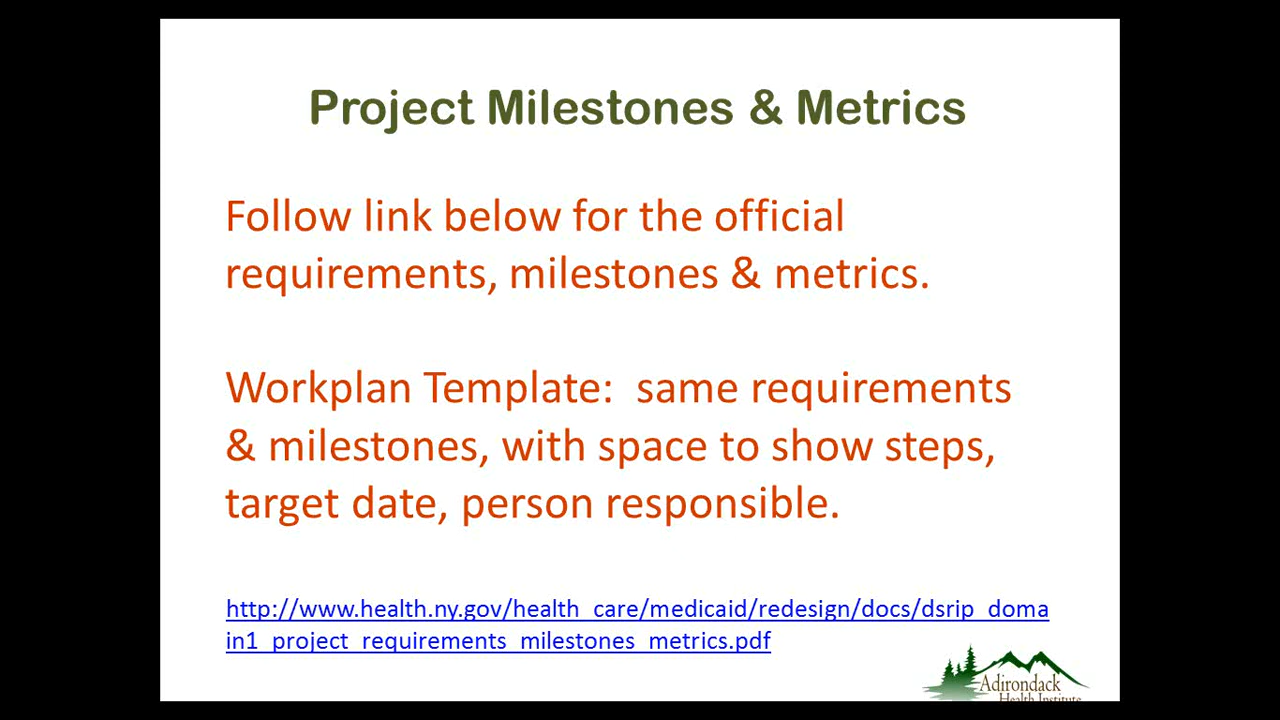 Project Milestones & Metrics
Follow link below for the official
requirements, milestones & metrics.
Workplan Template:  same requirements
& milestones, with space to show steps,
target date, person responsible.
http://www.health.ny.gov/health_care/medicaid/redesign/docs/dsrip_doma
in1_project_requirements_milestones_metrics.pdf
Adirondack
Health Institute